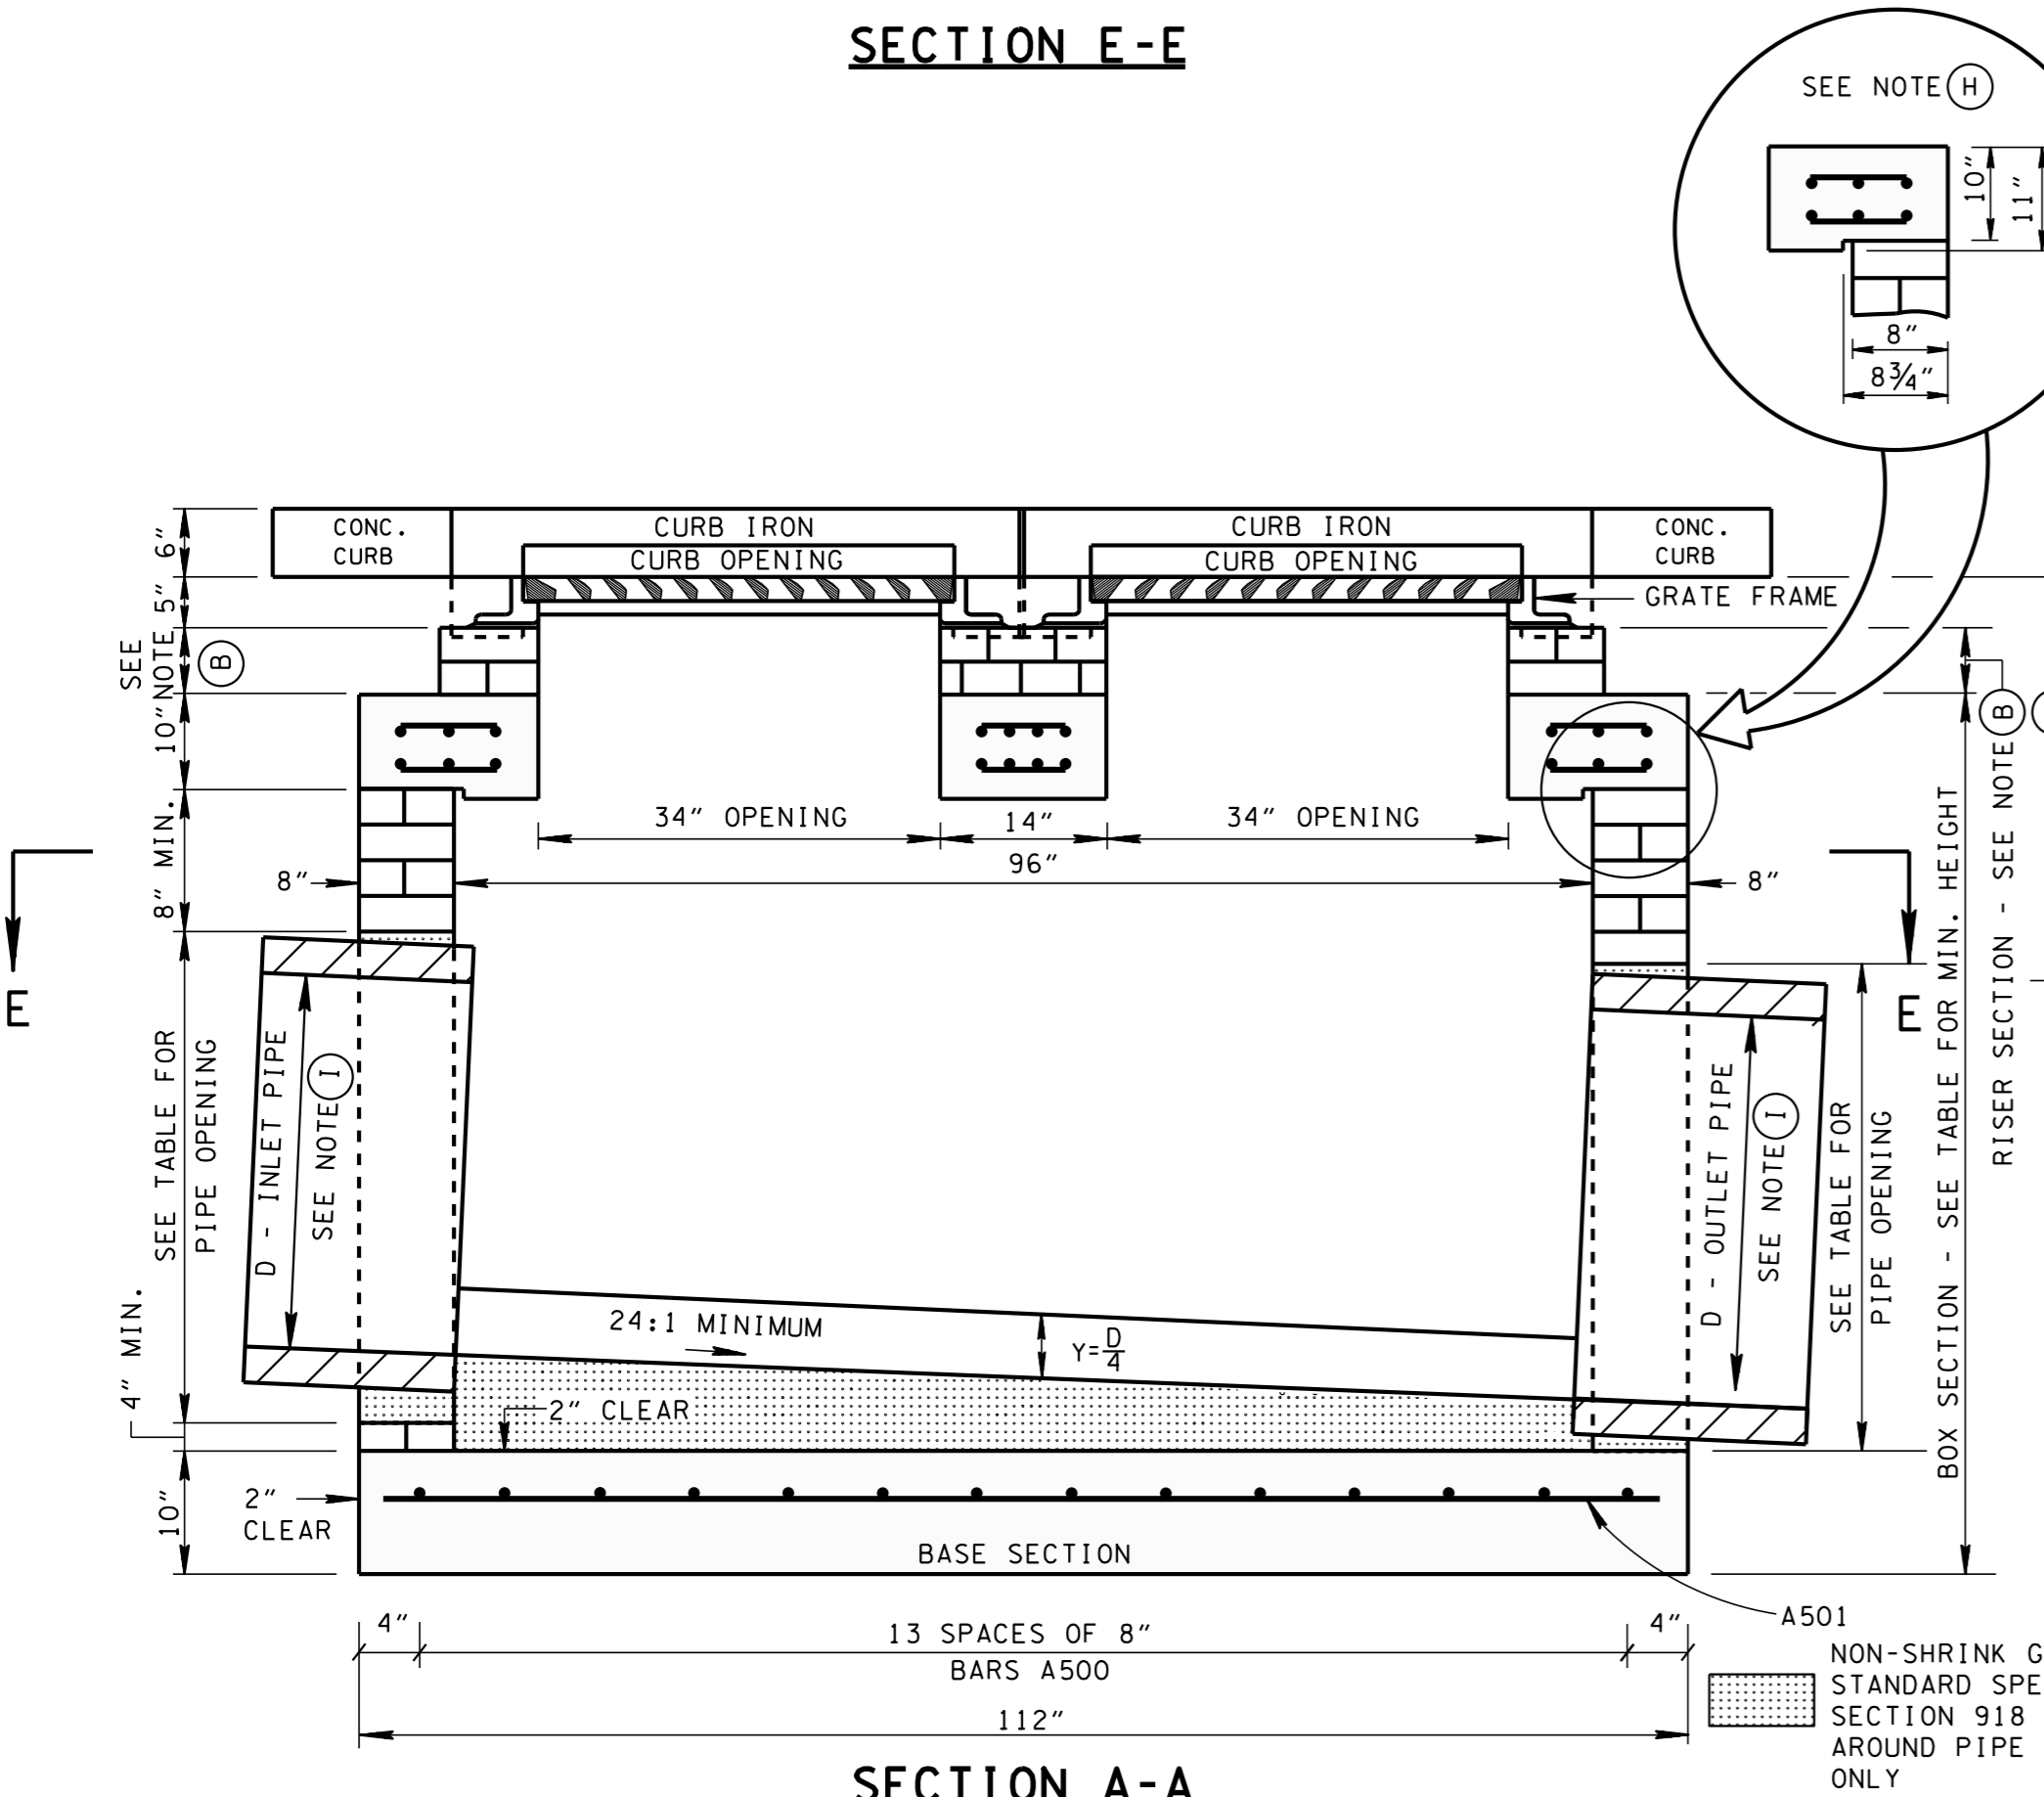 SECTION E-E
SEE NOTE H
10"
11"
8"
8 3/4"
CONC.
CURB
CURB IRON
CURB OPENING
CURB IRON
CURB OPENING
CONC.
CURB
GRATE FRAME
6"
5"
SEE
NOTE
B
10"
8" MIN.
34" OPENING
14"
34" OPENING
96"
8"
8"
E
E
SEE TABLE FOR
PIPE OPENING
D - INLET PIPE
SEE NOTE I
4" MIN.
10"
24:1 MINIMUM
Y=D/4
2" CLEAR
2"
CLEAR
BASE SECTION
D - OUTLET PIPE
SEE NOTE I
SEE TABLE FOR
PIPE OPENING
BOX SECTION - SEE TABLE FOR MIN. HEIGHT
RISER SECTION - SEE NOTE B
A501
4"
13 SPACES OF 8"
BARS A500
4"
112"
NON-SHRINK G
STANDARD SPE
SECTION 918
AROUND PIPE
ONLY
SECTION A-A